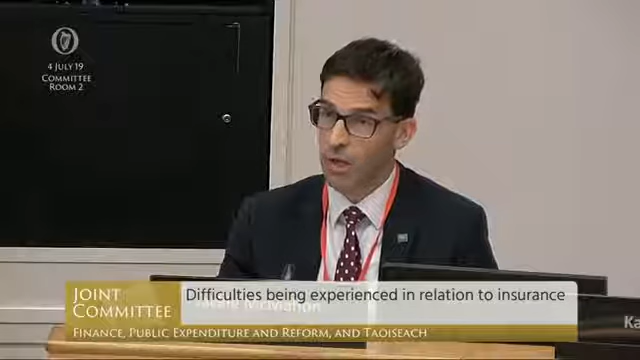 4 JULY 19
COMMITTEE
ROOM 2
JOINT
COMMITTEE
Difficulties being experienced in relation to insurance
FINANCE, PUBLIC EXPENDITURE AND REFORM, AND TAOISEACH
Ka